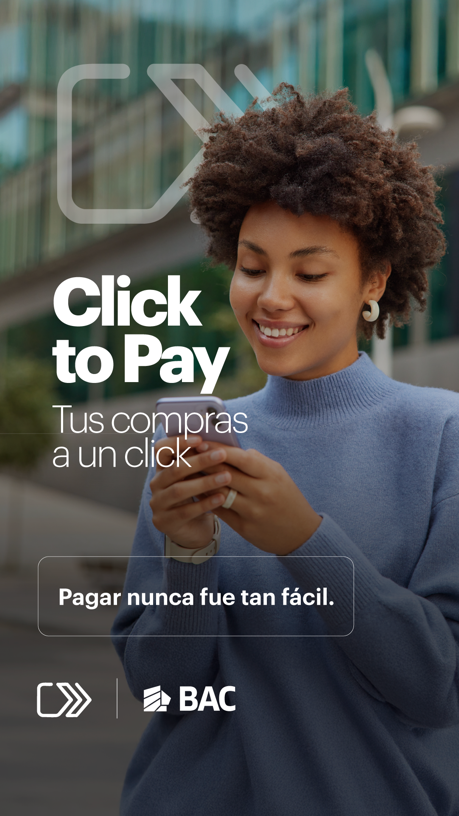 Click
to Pay
Tus compras
a un click
Pagar nunca fue tan fácil.
BAC